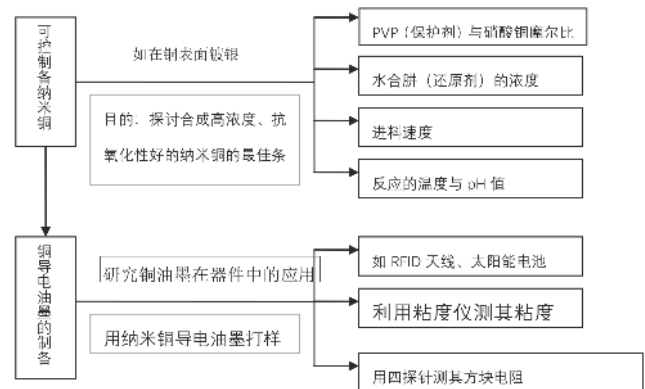 可控制备纳米铜
如在铜表面镀银
目的：探讨合成高浓度、抗
氧化性好的纳米铜的最佳条
PVP（保护剂）与硝酸铜摩尔比
水合肼（还原剂）的浓度
进料速度
反应的温度与 pH 值
铜导电油墨的制备
研究铜油墨在器件中的应用
用纳米铜导电油墨打样
如 RFID 天线、太阳能电池
利用粘度仪测其粘度
用四探针测其方块电阻